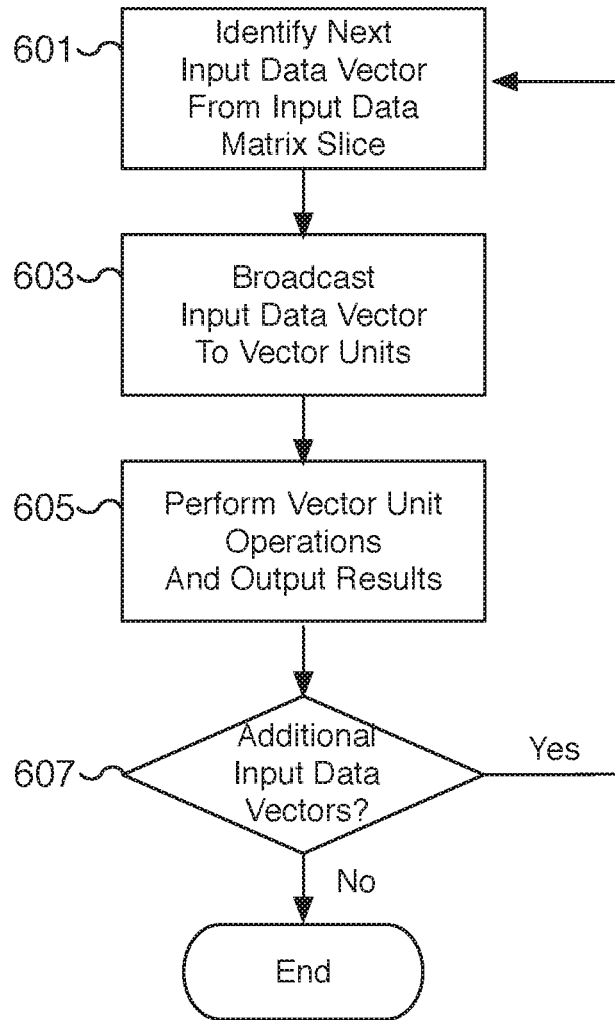 601
Identify Next
Input Data Vector
From Input Data
Matrix Slice
603
Broadcast
Input Data Vector
To Vector Units
605
Perform Vector Unit
Operations
And Output Results
607
Additional
Input Data
Vectors?
Yes
No
End